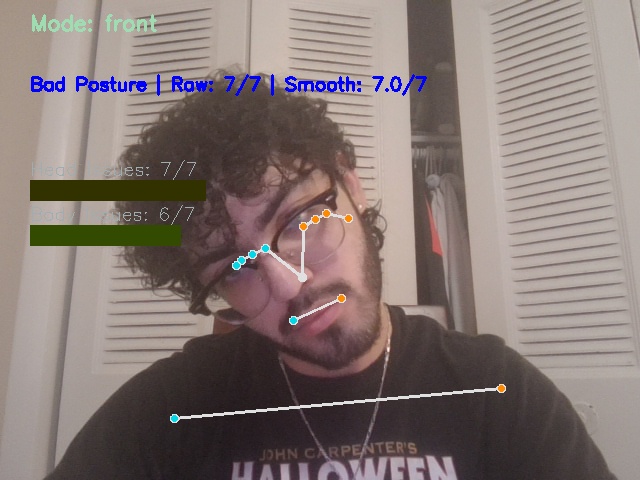 Mode: front
Bad Posture | Raw: 7/7 | Smooth: 7.0/7
7/7
6/7
JOHN CARPENTER'S
HALLOWEEN